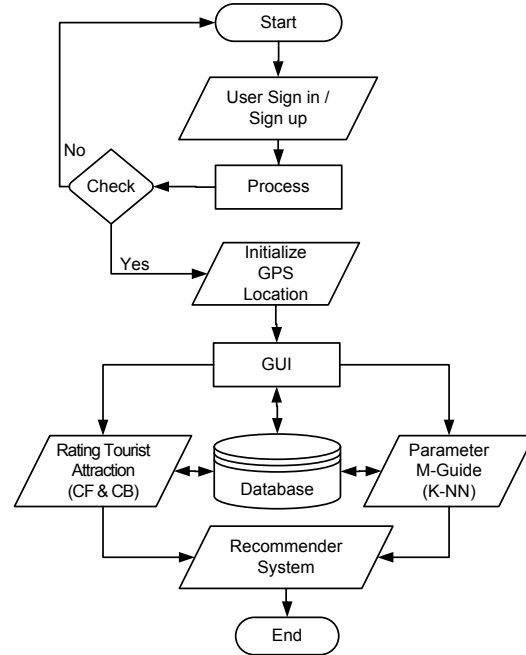 Start
User Sign in /
Sign up
No
Check
Process
Yes
Initialize
GPS
Location
GUI
Rating Tourist
Attraction
(CF & CB)
Database
Parameter
M-Guide
(K-NN)
Recommender
System
End